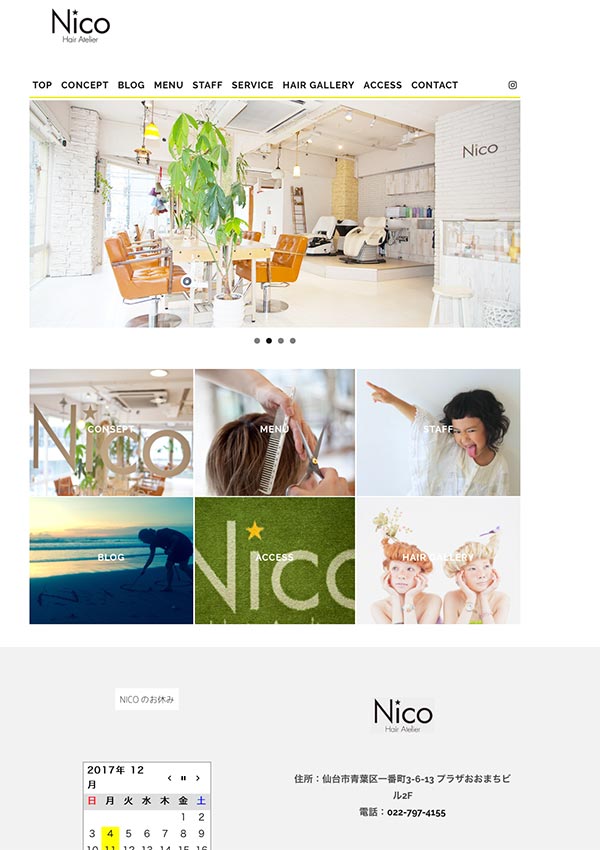 Nico
Hair Atelier
TOP CONCEPT BLOG MENU STAFF SERVICE HAIR GALLERY ACCESS CONTACT
Nico
Nico
CONSEPT
MENU
STAFF
BLOG
Nico
ACCESS
HAIR GALLERY
NICO のお休み
Nico
Hair Atelier
2017年 12
月
日 月 火 水 木 金 土
1 2
3 4 5 6 7 8 9
10 11 12 13 14 15 16
住所：仙台市青葉区一番町3-6-13 プラザおおまちビ
ル2F
電話：022-797-4155